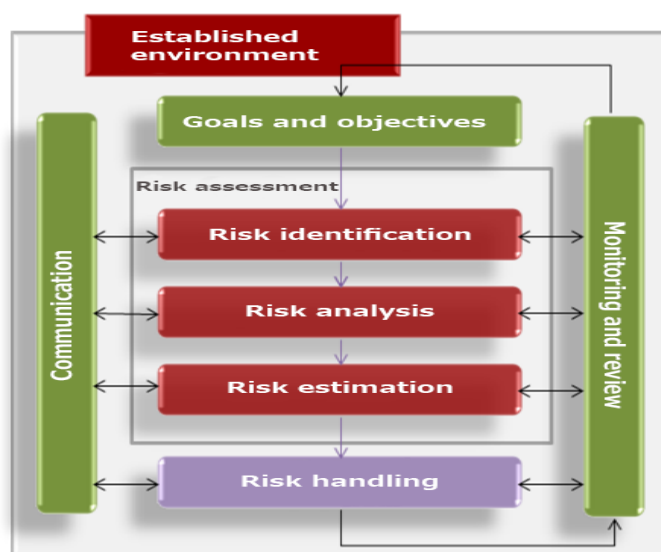 Established
environment
Goals and objectives
Risk assessment
Risk identification
Risk analysis
Risk estimation
Risk handling
Communication
Monitoring and review